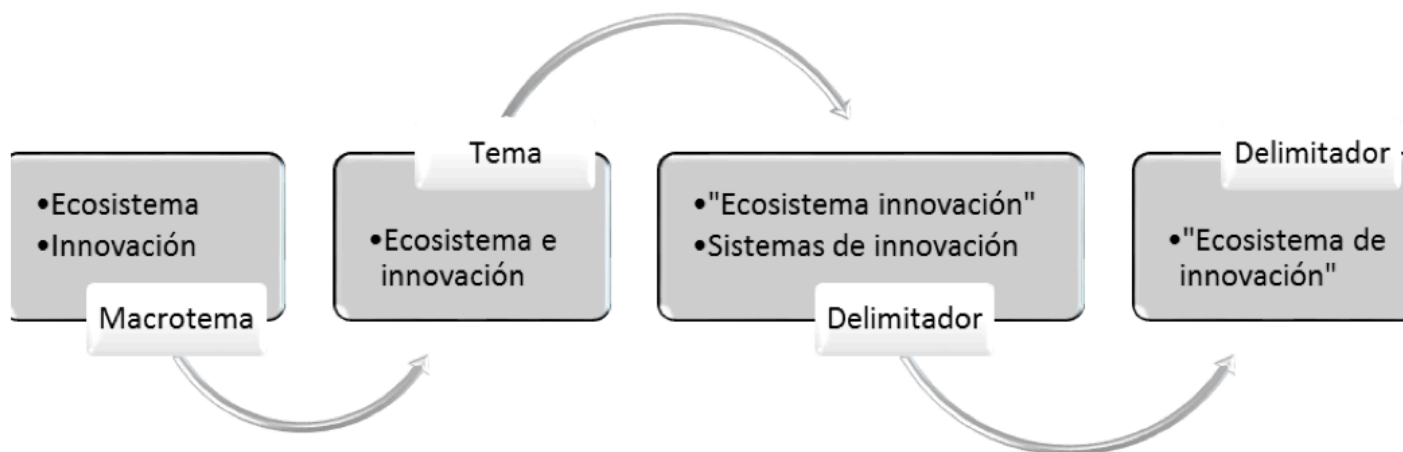 •Ecosistema
•Innovación
Macrotema
Tema
•Ecosistema e
innovación
•"Ecosistema innovación"
•Sistemas de innovación
Delimitador
Delimitador
•"Ecosistema de
innovación"